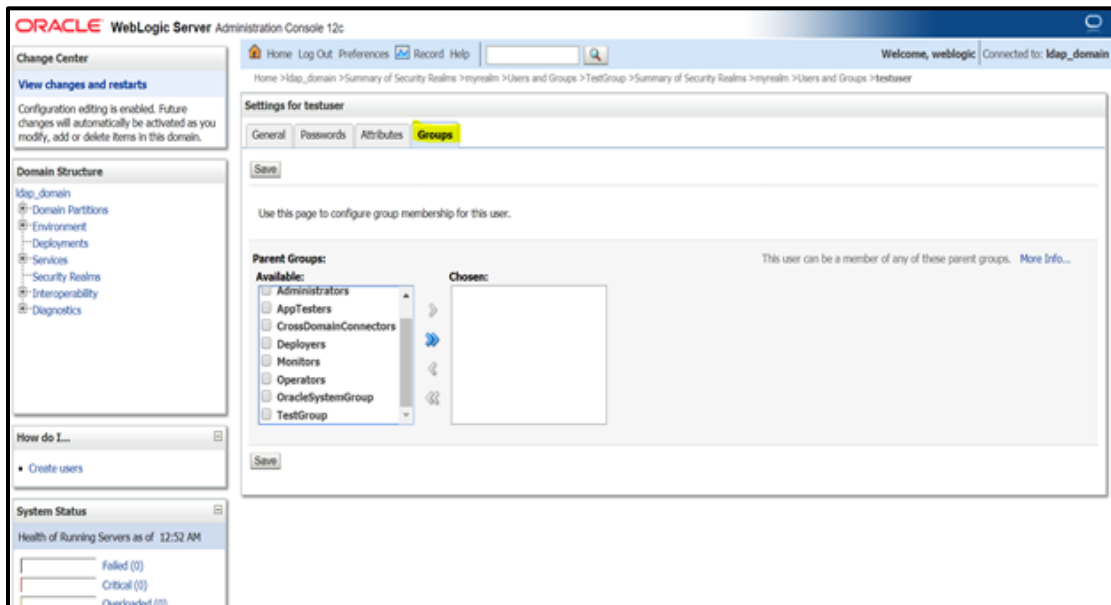 ORACLE WebLogic Server Administration Console 12c
Change Center
View changes and restarts
Configuration editing is enabled. Future
changes will automatically be activated as you
modify, add or delete items in this domain.
Domain Structure
ldap_domain
Domain Partitions
Environment
Deployments
Services
Security Realms
Interoperability
Diagnostics
How do I...
Create users
System Status
Health of Running Servers as of 12:52 AM
Failed (0)
Critical (0)
Overloaded (0)
Home Log Out Preferences Record Help
Welcome, weblogic Connected to: ldap_domain
Home >ldap_domain >Summary of Security Realms >myrealm >Users and Groups >TestGroup >Summary of Security Realms >myrealm >Users and Groups >testuser
Settings for testuser
General Passwords Attributes Groups
Save
Use this page to configure group membership for this user.
Parent Groups:
This user can be a member of any of these parent groups. More Info...
Available: Chosen:
Administrators
AppTesters
CrossDomainConnectors
Deployers
Monitors
Operators
OracleSystemGroup
TestGroup
Save